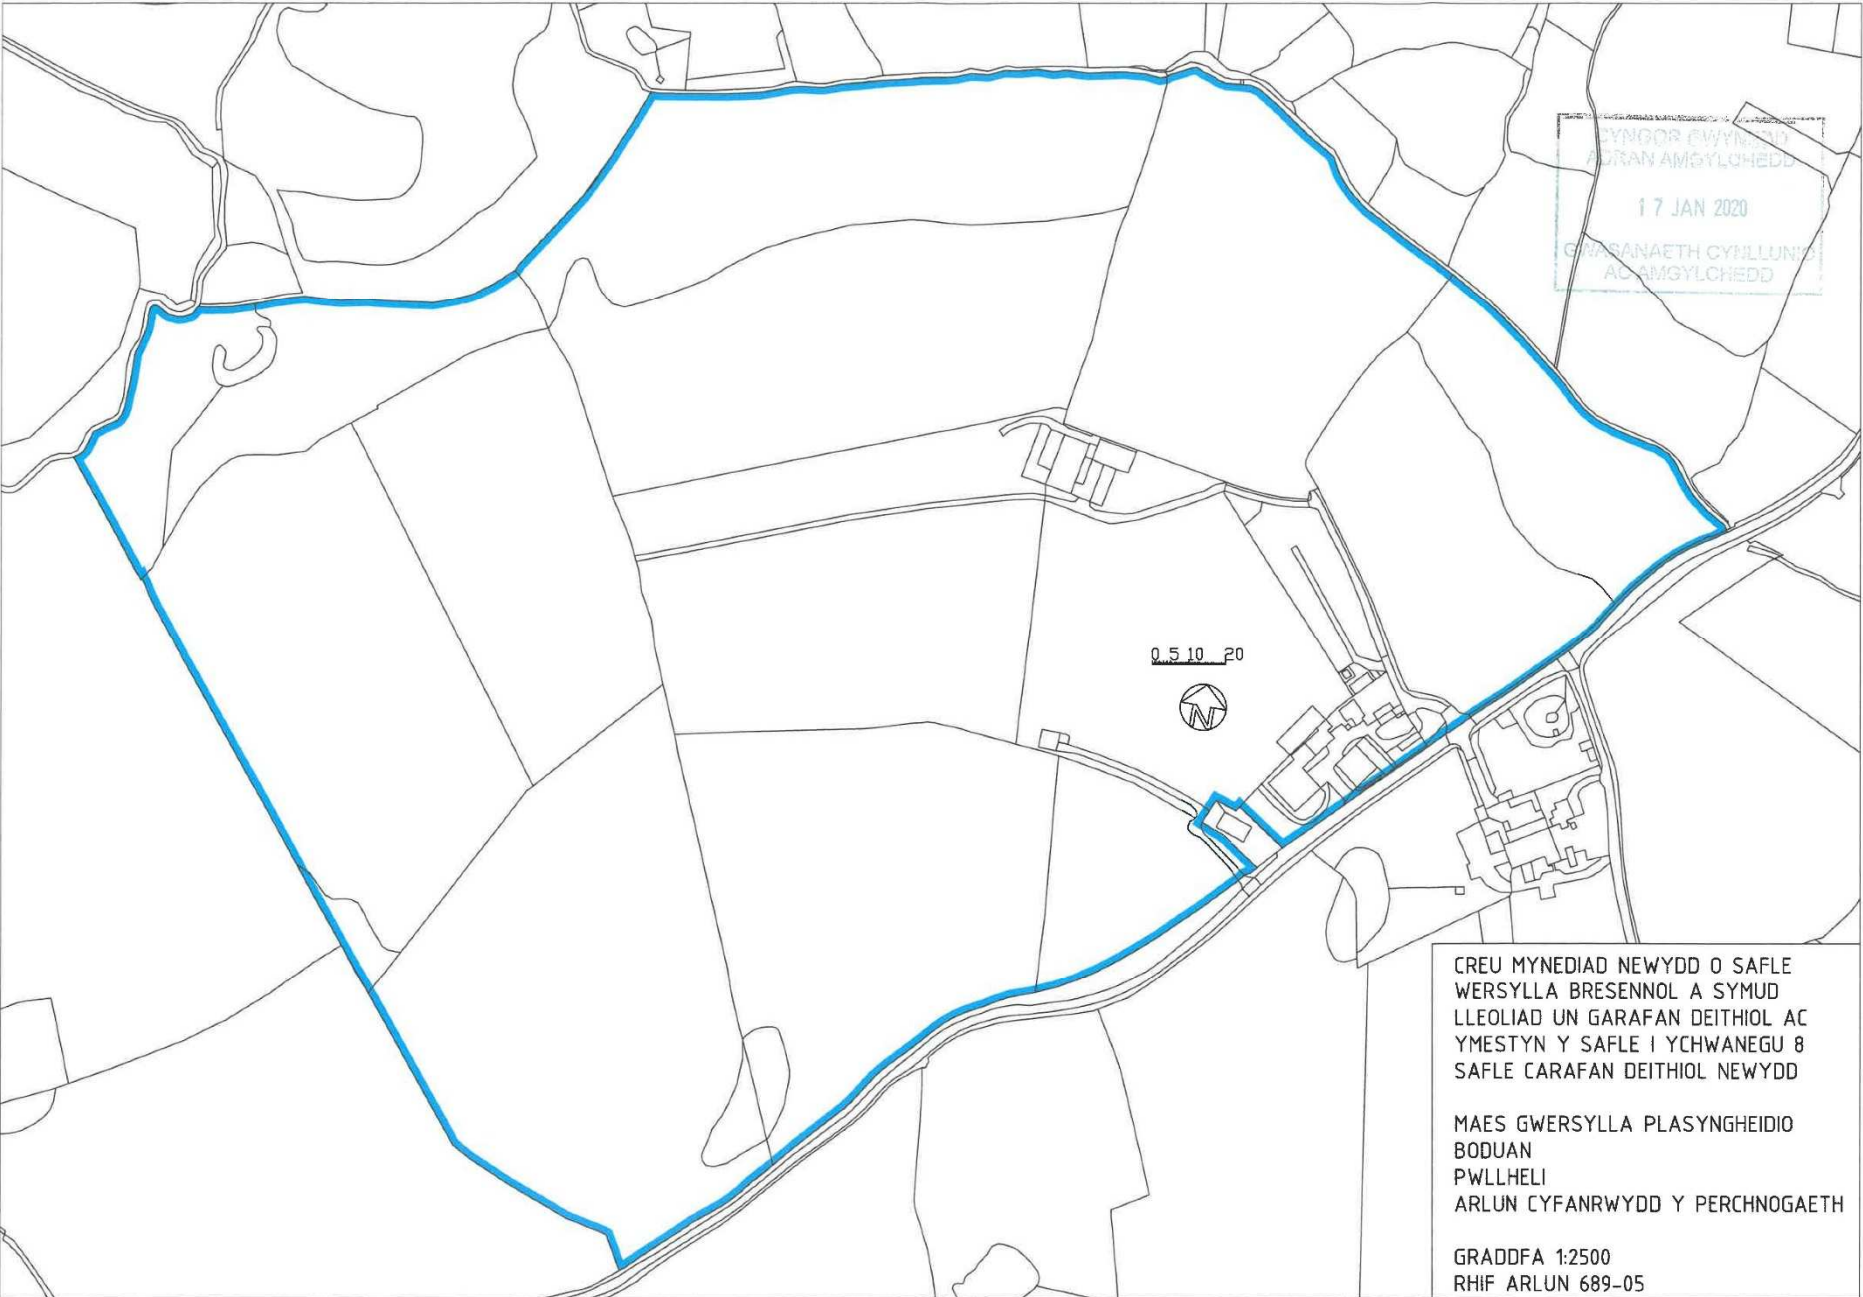 CYNGOR GWYNEDD
ADRAN AMGYLCHEDD
17 JAN 2020
GWASANAETH CYNLLUNIO
AC AMGYLCHEDD
0 5 10 20
N
CREU MYNEDIAD NEWYDD O SAFLE
WERSYLLA BRESENNOL A SYMUD
LLEOLIAD UN GARAFAN DEITHIOL AC
YMESTYN Y SAFLE I YCHWANEGU 8
SAFLE CARAFAN DEITHIOL NEWYDD
MAES GWERSYLLA PLASYNGHEIDIO
BODUAN
PWLLHELI
ARLUN CYFANRWYDD Y PERCHNOGAETH
GRADDFA 1:2500
RHIF ARLUN 689-05